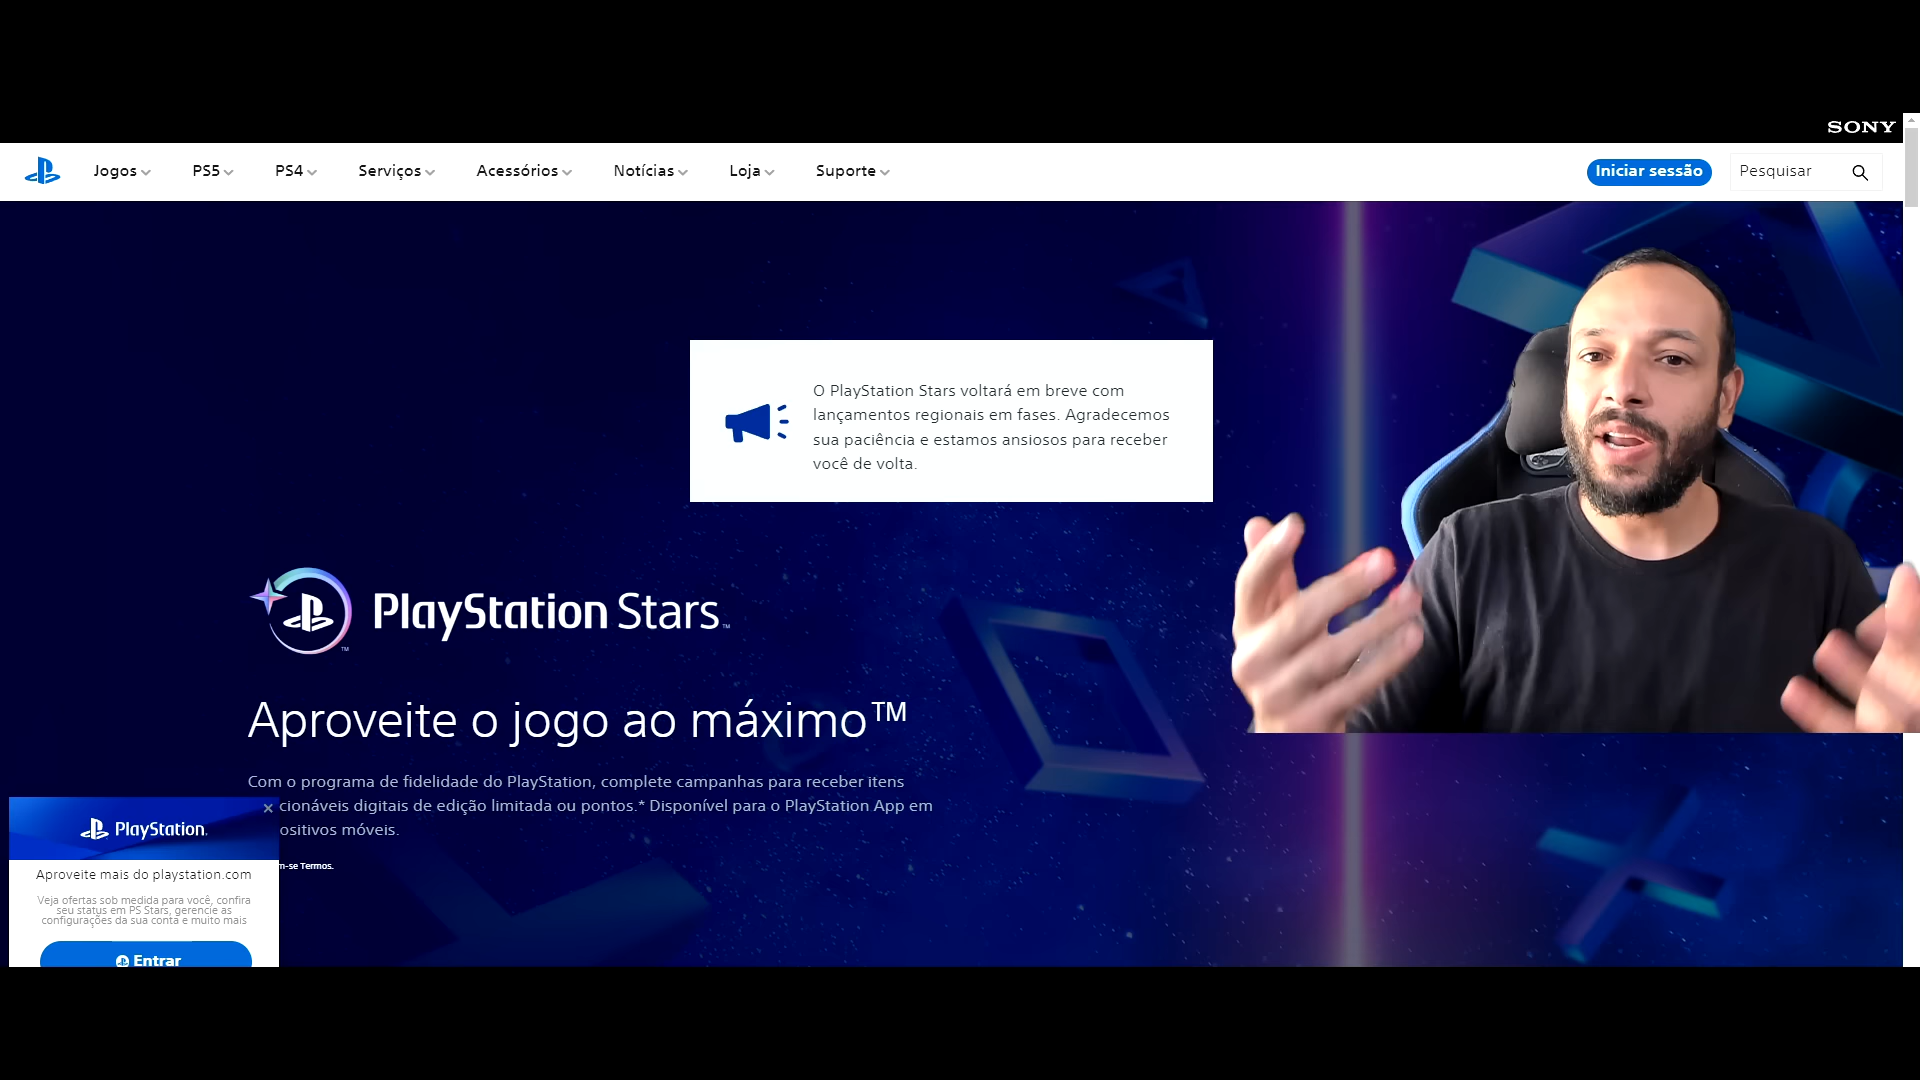 SONY
Jogos PS5 PS4 Serviços Acessórios Notícias Loja Suporte Iniciar sessão Pesquisar
O PlayStation Stars voltará em breve com
lançamentos regionais em fases. Agradecemos
sua paciência e estamos ansiosos para receber
você de volta.
PlayStation Stars™
Aproveite o jogo ao máximo™
Com o programa de fidelidade do PlayStation, complete campanhas para receber itens
cionáveis digitais de edição limitada ou pontos.* Disponível para o PlayStation App em
ositivos móveis.
m-se Termos.
PlayStation.
Aproveite mais do playstation.com
Veja ofertas sob medida para você, confira
seu status em PS Stars, gerencie as
configurações da sua conta e muito mais
Entrar